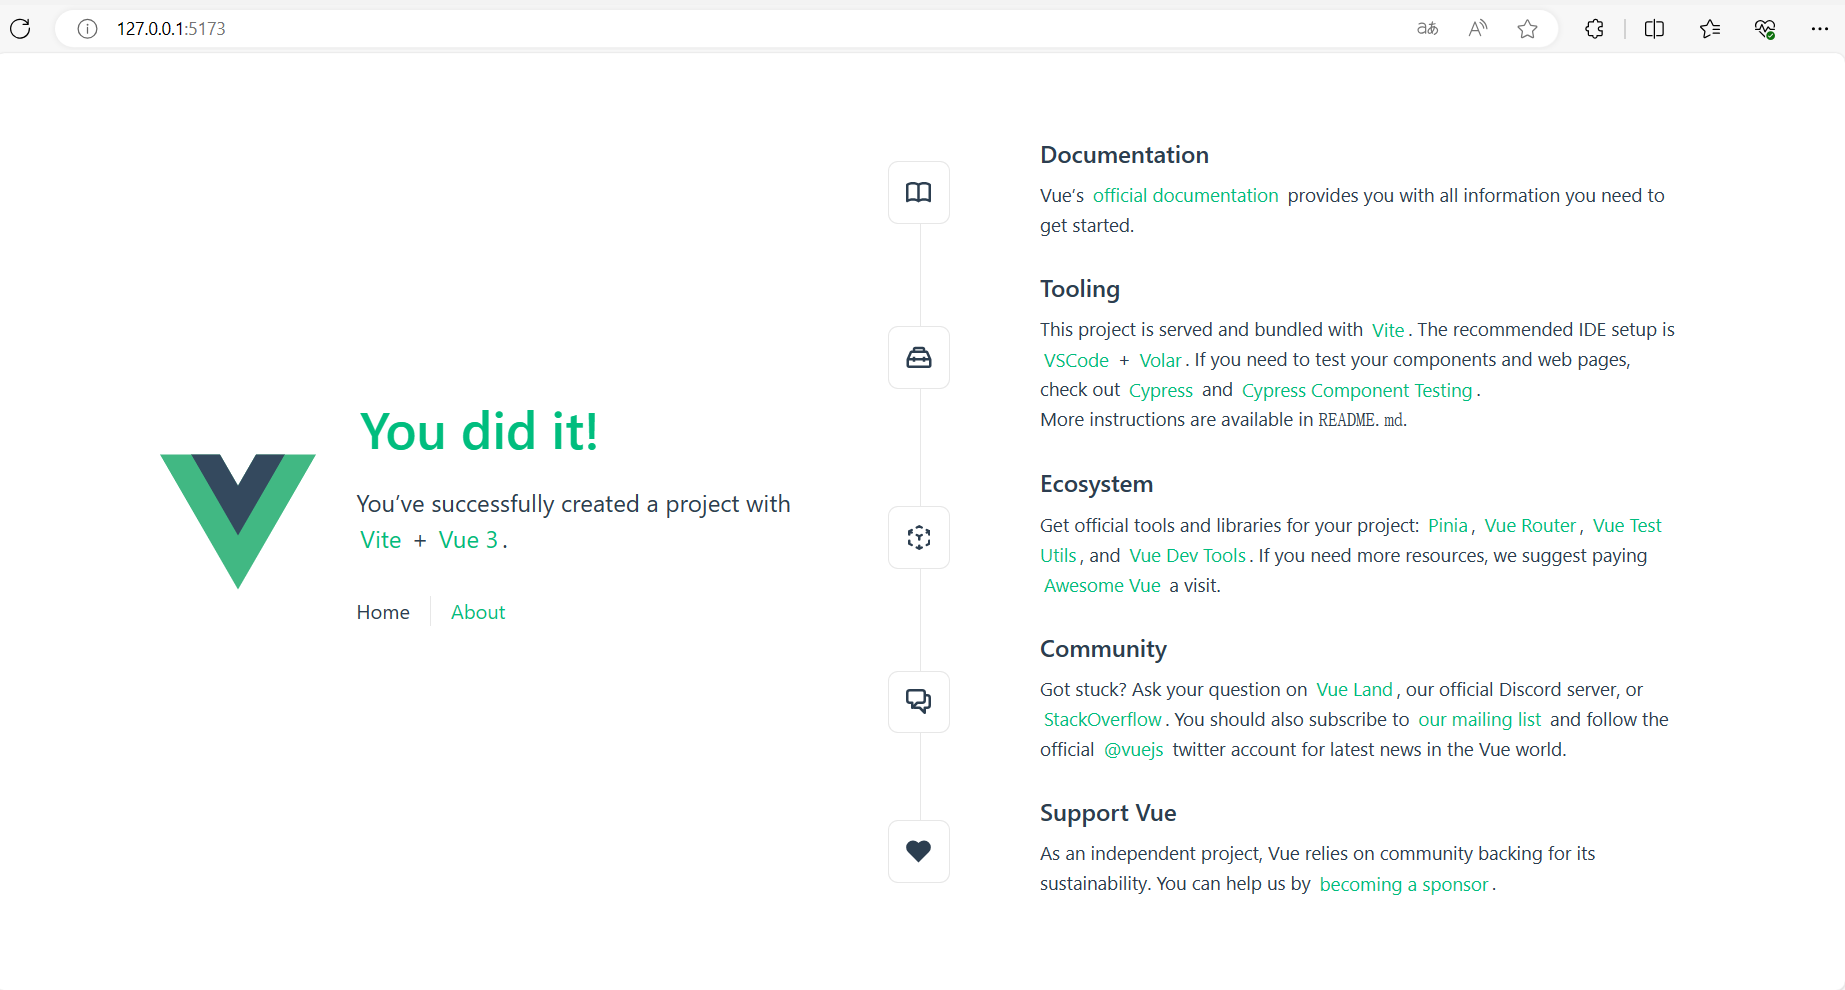 127.0.0.1:5173
You did it!
You’ve successfully created a project with
Vite + Vue 3.
Home About
Documentation
Vue’s official documentation provides you with all information you need to
get started.
Tooling
This project is served and bundled with Vite. The recommended IDE setup is
VSCode + Volar. If you need to test your components and web pages,
check out Cypress and Cypress Component Testing.
More instructions are available in README.md.
Ecosystem
Get official tools and libraries for your project: Pinia, Vue Router, Vue Test
Utils, and Vue Dev Tools. If you need more resources, we suggest paying
Awesome Vue a visit.
Community
Got stuck? Ask your question on Vue Land, our official Discord server, or
StackOverflow. You should also subscribe to our mailing list and follow the
official @vuejs twitter account for latest news in the Vue world.
Support Vue
As an independent project, Vue relies on community backing for its
sustainability. You can help us by becoming a sponsor.